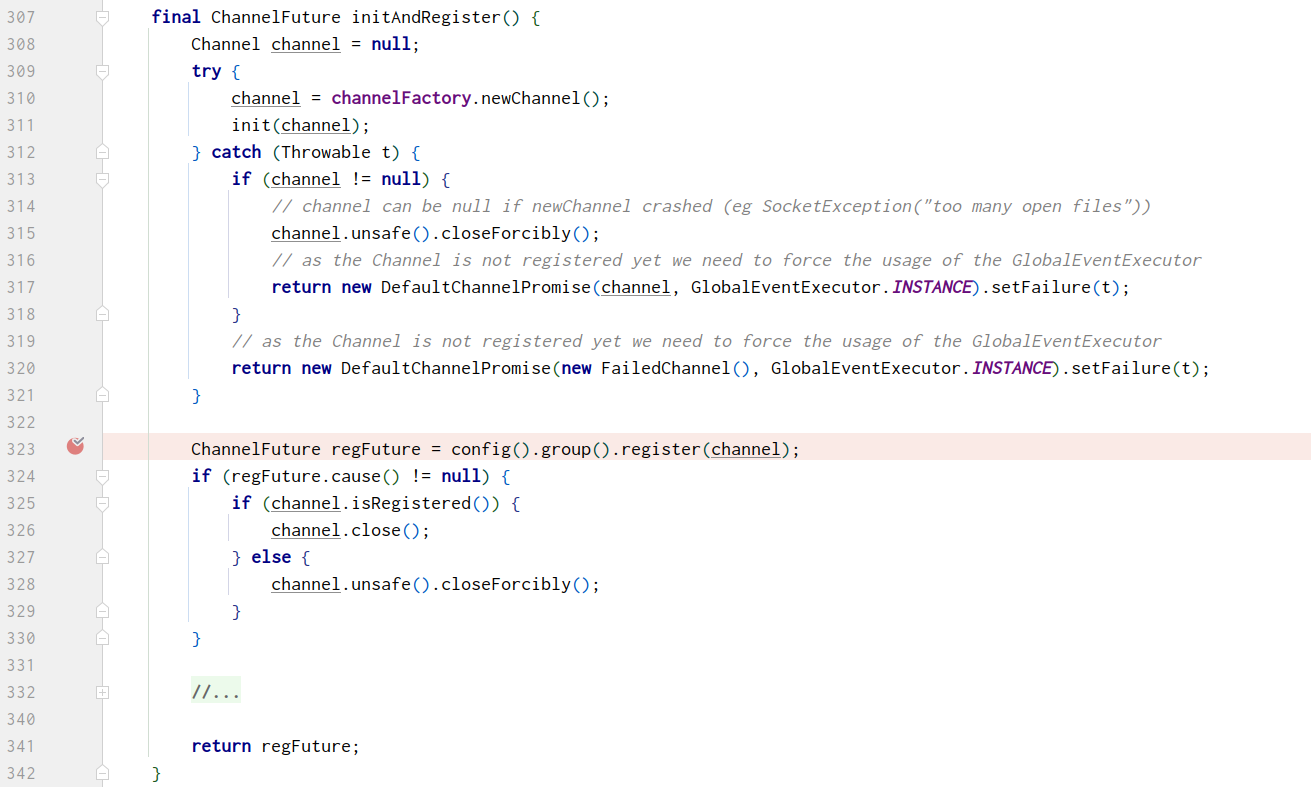 307 final ChannelFuture initAndRegister() {
308 Channel channel = null;
309 try {
310 channel = channelFactory.newChannel();
311 init(channel);
312 } catch (Throwable t) {
313 if (channel != null) {
314 // channel can be null if newChannel crashed (eg SocketException("too many open files"))
315 channel.unsafe().closeForcibly();
316 // as the Channel is not registered yet we need to force the usage of the GlobalEventExecutor
317 return new DefaultChannelPromise(channel, GlobalEventExecutor.INSTANCE).setFailure(t);
318 }
319 // as the Channel is not registered yet we need to force the usage of the GlobalEventExecutor
320 return new DefaultChannelPromise(new FailedChannel(), GlobalEventExecutor.INSTANCE).setFailure(t);
321 }
322
323 ChannelFuture regFuture = config().group().register(channel);
324 if (regFuture.cause() != null) {
325 if (channel.isRegistered()) {
326 channel.close();
327 } else {
328 channel.unsafe().closeForcibly();
329 }
330 }
331
332 //...
340
341 return regFuture;
342 }